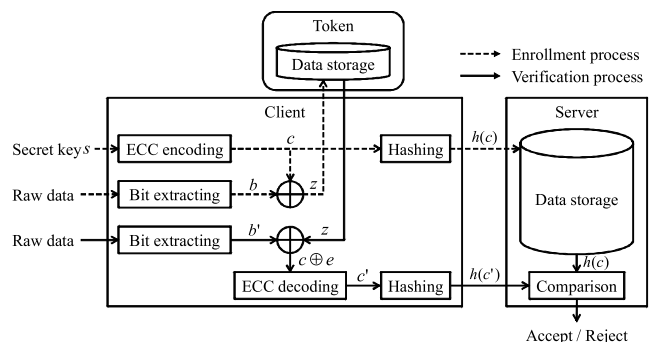 Token
Data storage
Enrollment process
Verification process
Client
Server
Secret key s
ECC encoding
c
Hashing
h(c)
Raw data
Bit extracting
b
z
Data storage
Raw data
Bit extracting
b'
z
c ⊕ e
h(c)
ECC decoding
c'
Hashing
h(c')
Comparison
Accept / Reject